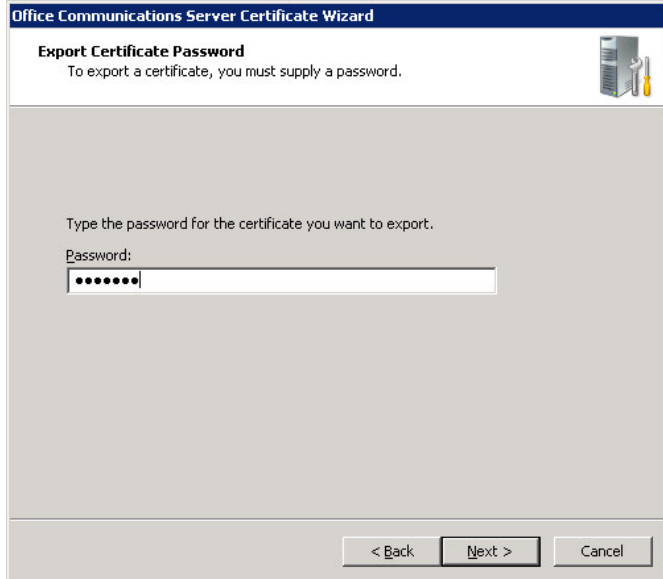 Office Communications Server Certificate Wizard
Export Certificate Password
To export a certificate, you must supply a password.
Type the password for the certificate you want to export.
Password:
●●●●●●●
< Back
Next >
Cancel